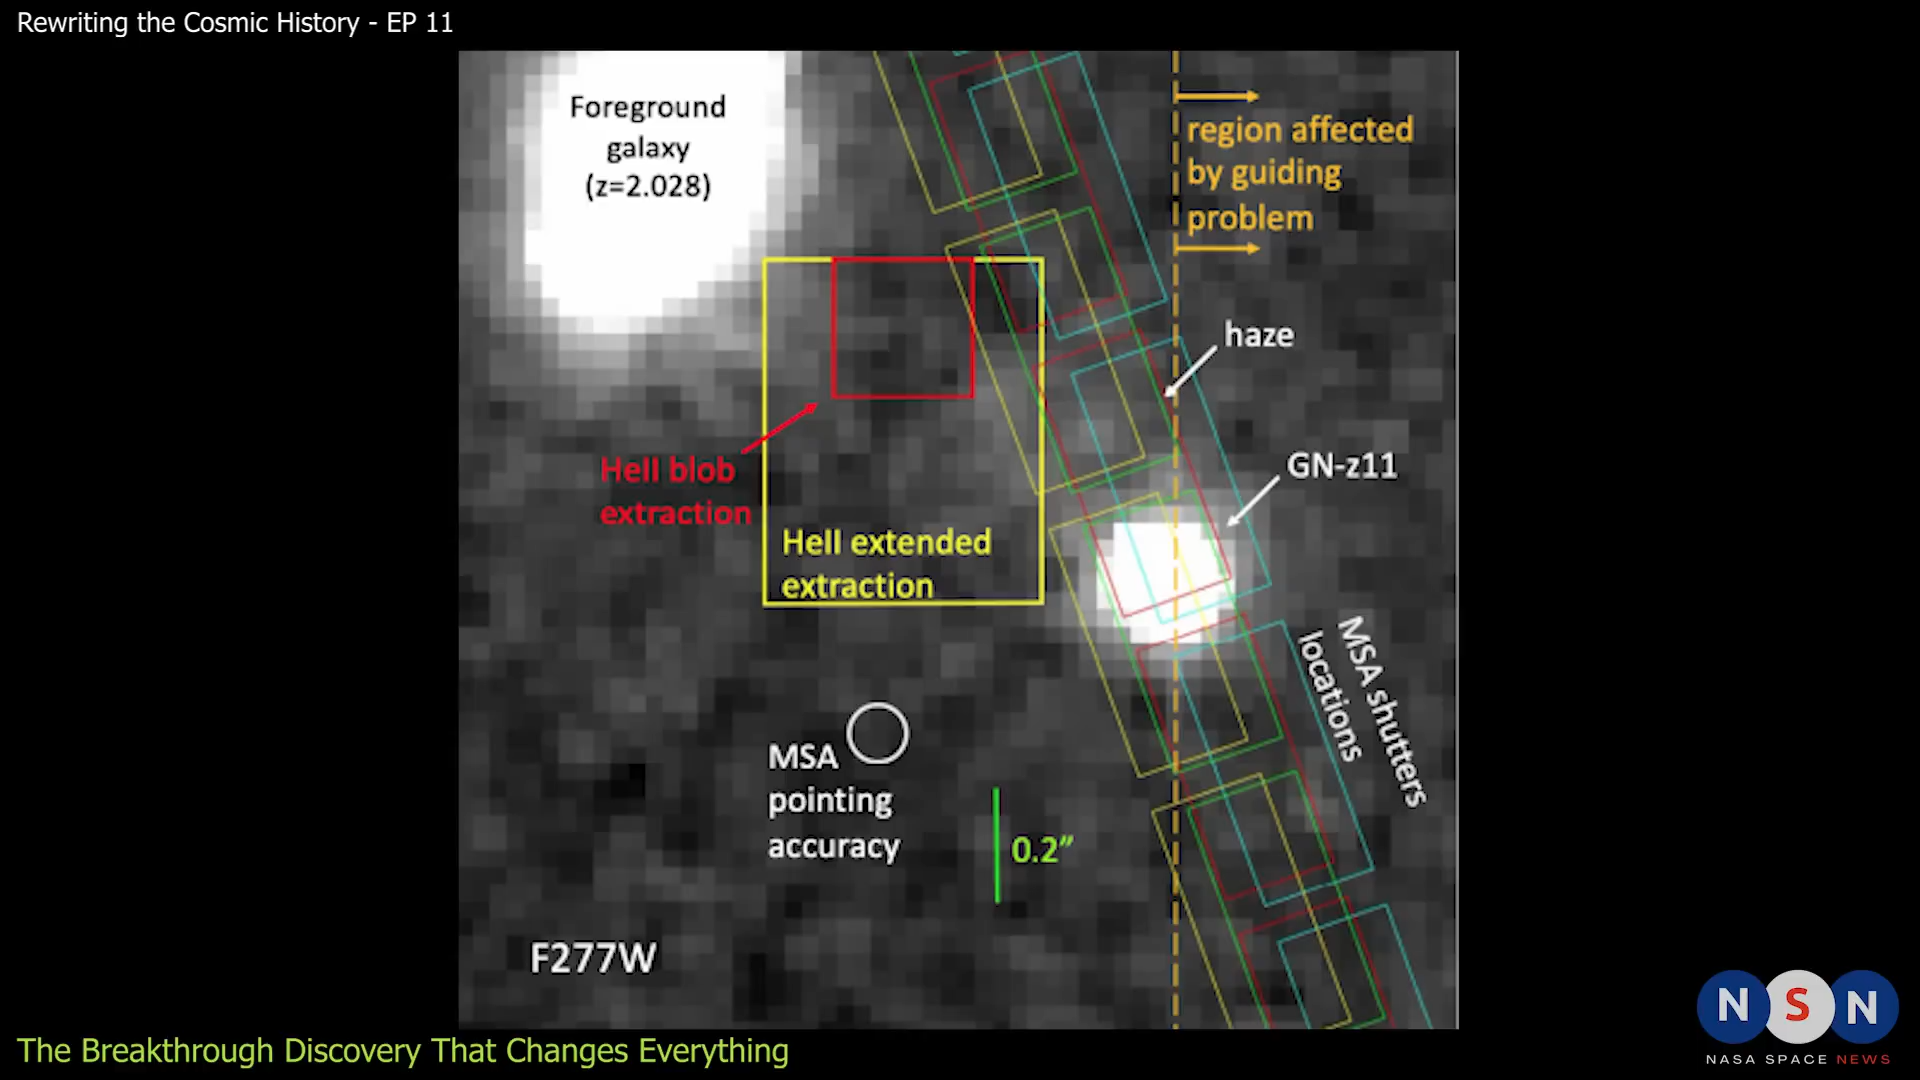 Rewriting the Cosmic History - EP 11
Foreground
galaxy
(z=2.028)
region affected
by guiding
problem
haze
GN-z11
HeII blob
extraction
HeII extended
extraction
MSA shutters
locations
MSA
pointing
accuracy
0.2″
F277W
The Breakthrough Discovery That Changes Everything
NSN
NASA SPACE NEWS